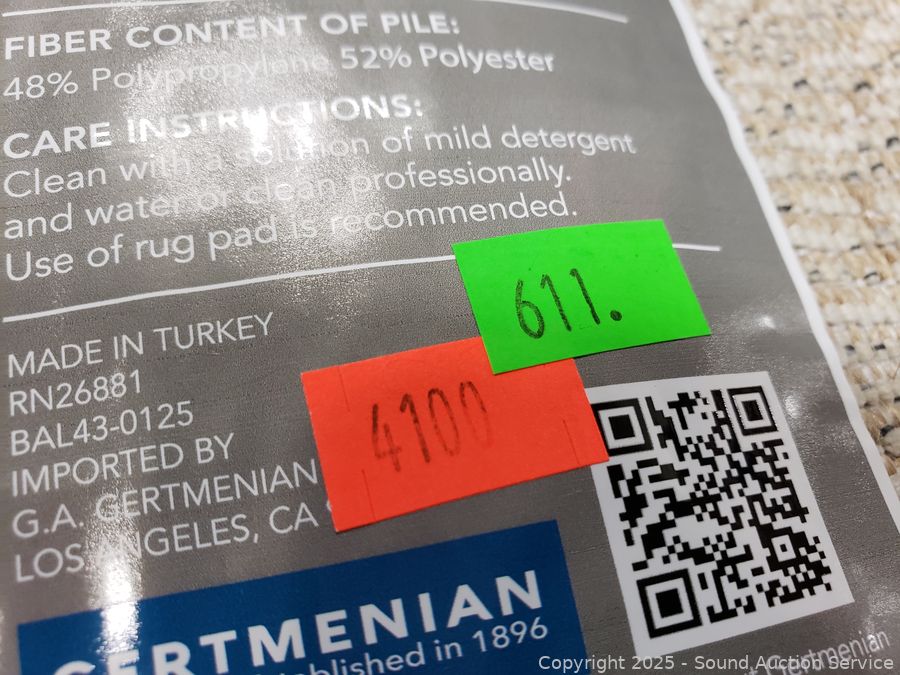 FIBER CONTENT OF PILE:
48% Polypropylene 52% Polyester
CARE INSTRUCTIONS:
Clean with a solution of mild detergent
and water or clean professionally.
Use of rug pad is recommended.
611.
MADE IN TURKEY
RN26881
BAL43-0125
IMPORTED BY
G.A. GERTMENIAN
LOS ANGELES, CA
4100
GERTMENIAN
Established in 1896
Gertmenian
Copyright 2025 - Sound Auction Service